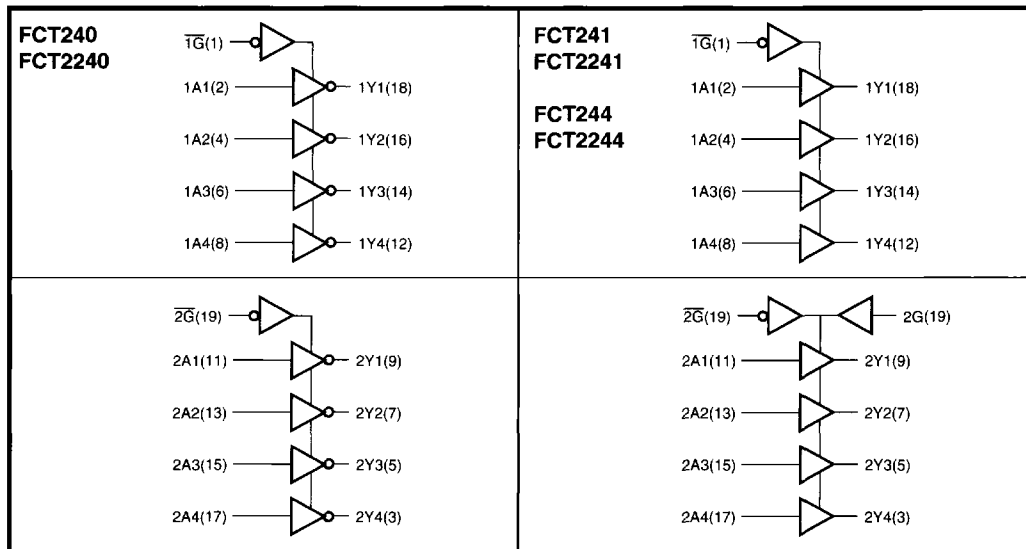 FCT240
FCT2240
1G(1)
1A1(2) 1Y1(18)
1A2(4) 1Y2(16)
1A3(6) 1Y3(14)
1A4(8) 1Y4(12)
FCT241
FCT2241
FCT244
FCT2244
1G(1)
1A1(2) 1Y1(18)
1A2(4) 1Y2(16)
1A3(6) 1Y3(14)
1A4(8) 1Y4(12)
2G(19)
2A1(11) 2Y1(9)
2A2(13) 2Y2(7)
2A3(15) 2Y3(5)
2A4(17) 2Y4(3)
2G(19) 2G(19)
2A1(11) 2Y1(9)
2A2(13) 2Y2(7)
2A3(15) 2Y3(5)
2A4(17) 2Y4(3)